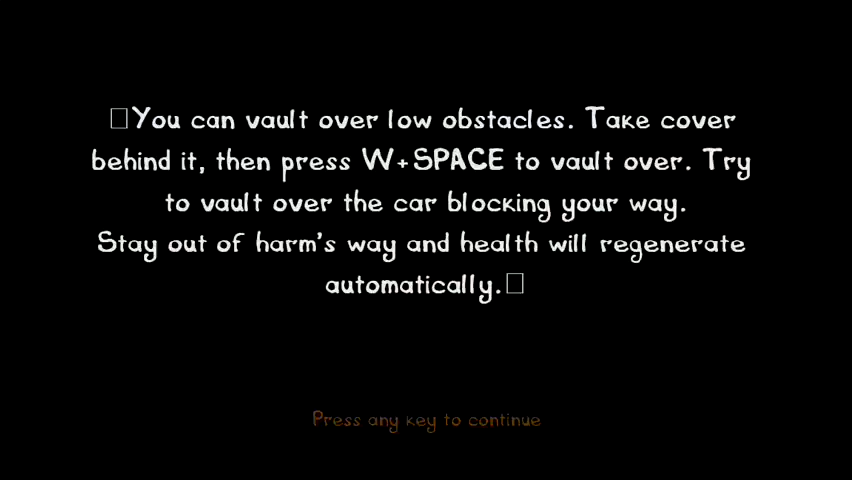 □You can vault over low obstacles. Take cover
behind it, then press W+SPACE to vault over. Try
to vault over the car blocking your way.
Stay out of harm's way and health will regenerate
automatically.□
Press any key to continue